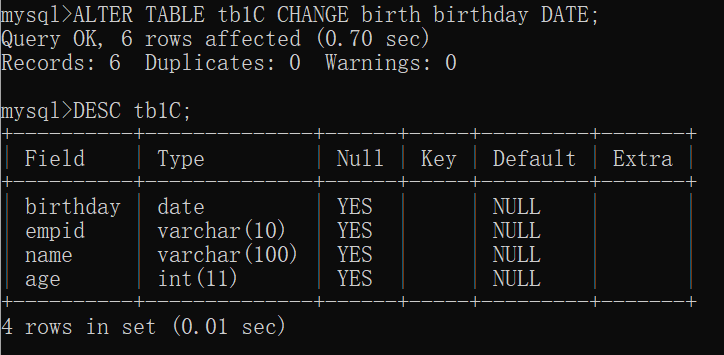 mysql>ALTER TABLE tb1C CHANGE birth birthday DATE;
Query OK, 6 rows affected (0.70 sec)
Records: 6  Duplicates: 0  Warnings: 0
mysql>DESC tb1C;
+----------+--------------+------+-----+---------+-------+
| Field    | Type         | Null | Key | Default | Extra |
+----------+--------------+------+-----+---------+-------+
| birthday | date         | YES  |     | NULL    |       |
| empid    | varchar(10)  | YES  |     | NULL    |       |
| name     | varchar(100) | YES  |     | NULL    |       |
| age      | int(11)      | YES  |     | NULL    |       |
+----------+--------------+------+-----+---------+-------+
4 rows in set (0.01 sec)